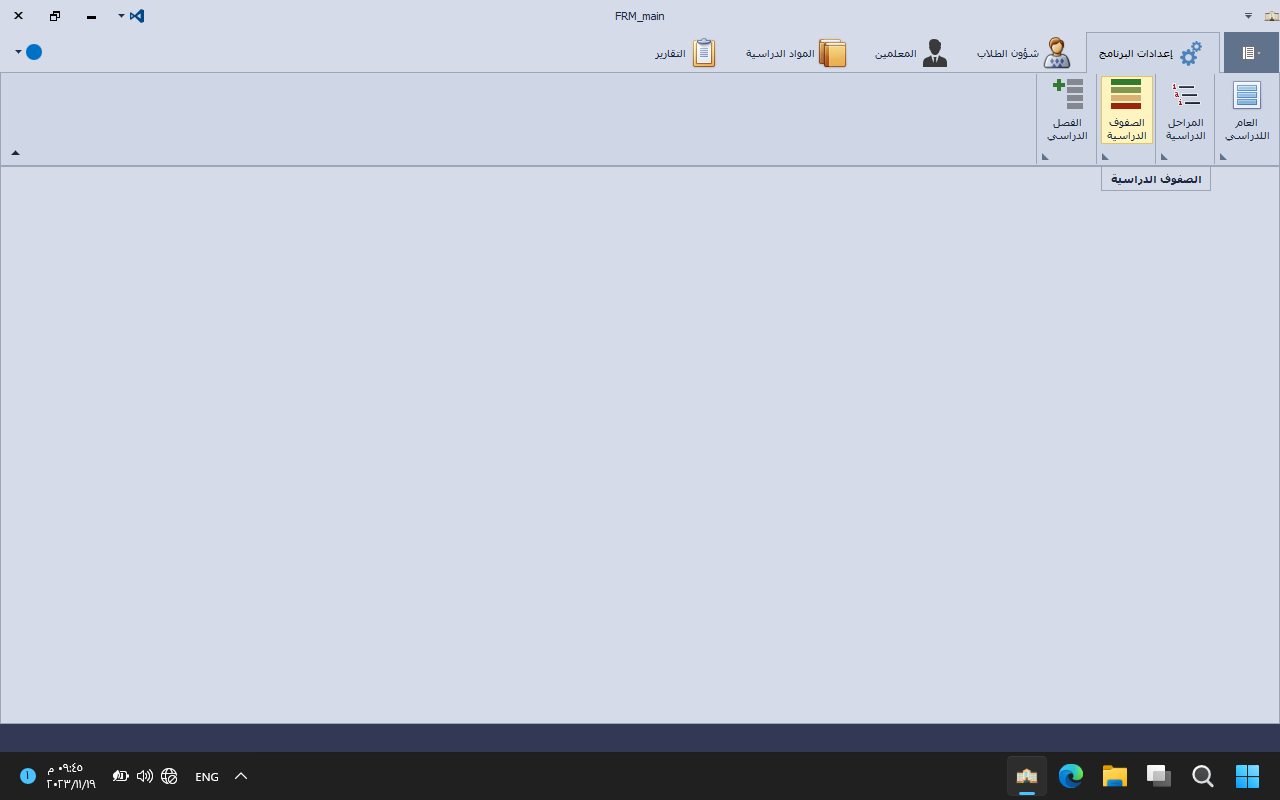 FRM_main
إعدادات البرنامج
شؤون الطلاب
المعلمين
المواد الدراسية
التقارير
العام
اللدراسي
المراحل
الدراسية
الصفوف
الدراسية
الفصل
الدراسي
الصفوف الدراسية
ENG
٠٩:٤٥ م
٢٠٢٣/١١/١٩
١